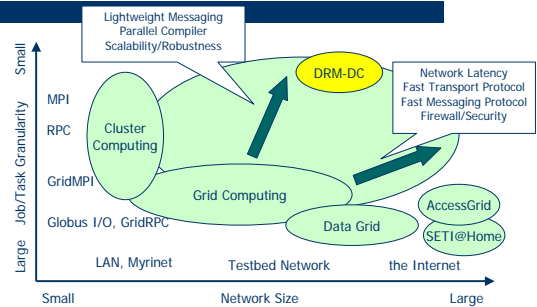 Lightweight Messaging
Parallel Compiler
Scalability/Robustness
DRM-DC
Network Latency
Fast Transport Protocol
Fast Messaging Protocol
Firewall/Security
Small
Job/Task Granularity
Large
MPI
RPC
GridMPI
Globus I/O, GridRPC
Cluster
Computing
Grid Computing
Data Grid
AccessGrid
SETI@Home
LAN, Myrinet
Testbed Network
the Internet
Small
Network Size
Large